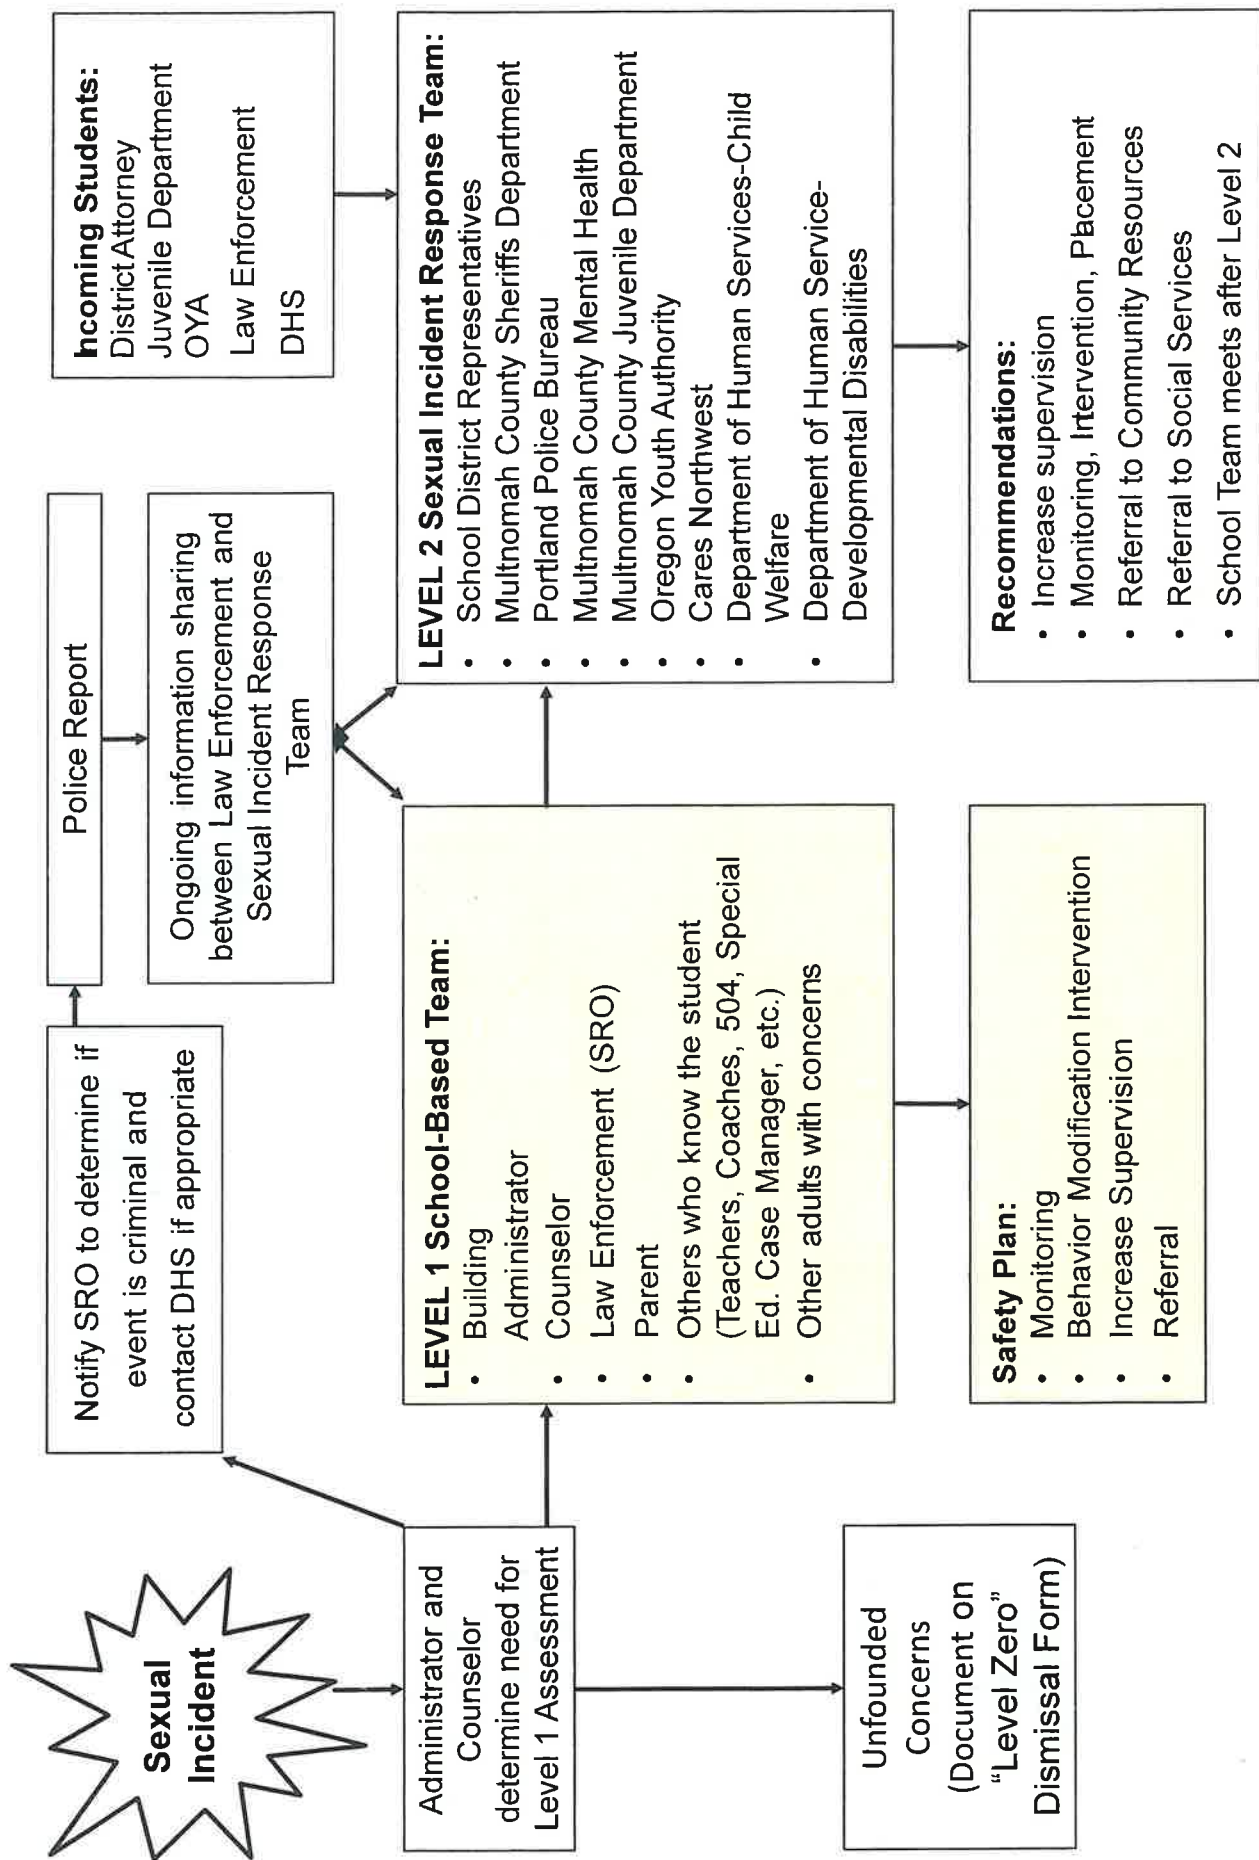 Sexual
Incident
Administrator and
Counselor
determine need for
Level 1 Assessment
Unfounded
Concerns
(Document on
“Level Zero”
Dismissal Form)
Notify SRO to determine if
event is criminal and
contact DHS if appropriate
Police Report
Ongoing information sharing
between Law Enforcement and
Sexual Incident Response
Team
LEVEL 1 School-Based Team:
• Building
Administrator
• Counselor
• Law Enforcement (SRO)
• Parent
• Others who know the student
(Teachers, Coaches, 504, Special
Ed. Case Manager, etc.)
• Other adults with concerns
Safety Plan:
• Monitoring
• Behavior Modification Intervention
• Increase Supervision
• Referral
Incoming Students:
District Attorney
Juvenile Department
OYA
Law Enforcement
DHS
LEVEL 2 Sexual Incident Response Team:
• School District Representatives
• Multnomah County Sheriffs Department
• Portland Police Bureau
• Multnomah County Mental Health
• Multnomah County Juvenile Department
• Oregon Youth Authority
• Cares Northwest
• Department of Human Services-Child
Welfare
• Department of Human Service-
Developmental Disabilities
Recommendations:
• Increase supervision
• Monitoring, Intervention, Placement
• Referral to Community Resources
• Referral to Social Services
• School Team meets after Level 2